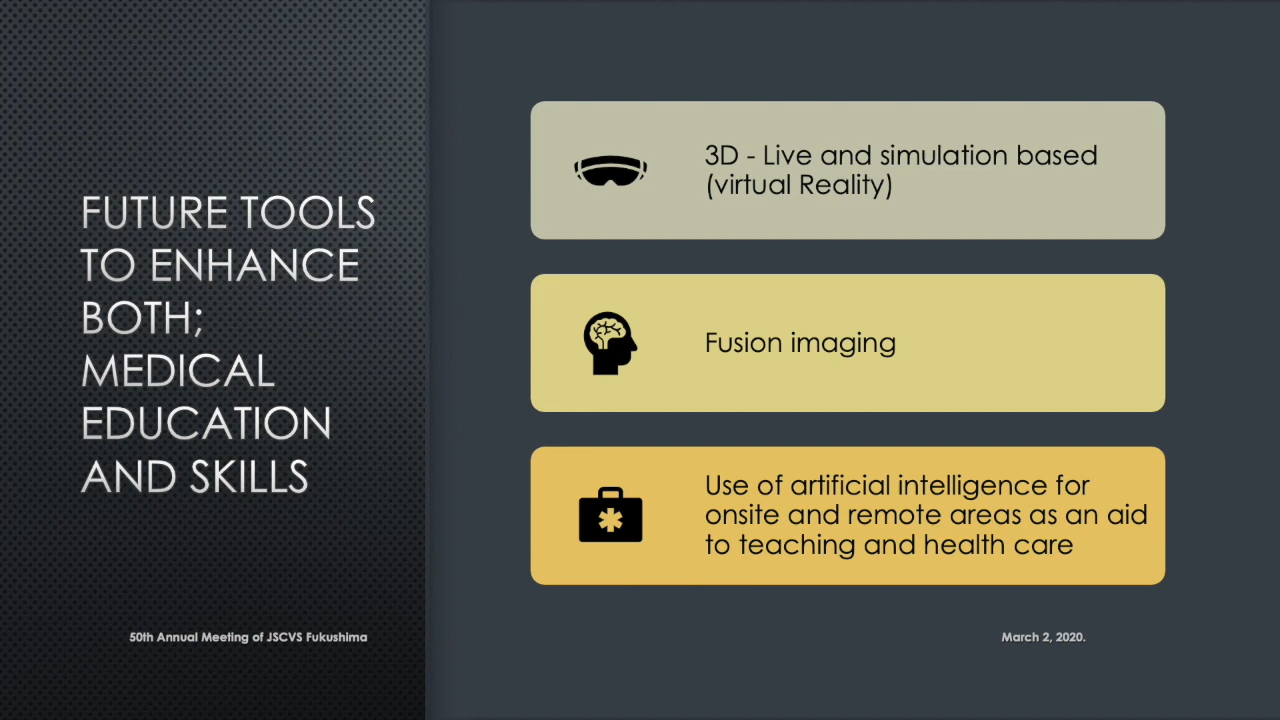 FUTURE TOOLS
TO ENHANCE
BOTH;
MEDICAL
EDUCATION
AND SKILLS
3D - Live and simulation based
(virtual Reality)
Fusion imaging
Use of artificial intelligence for
onsite and remote areas as an aid
to teaching and health care
50th Annual Meeting of JSCVS Fukushima
March 2, 2020.